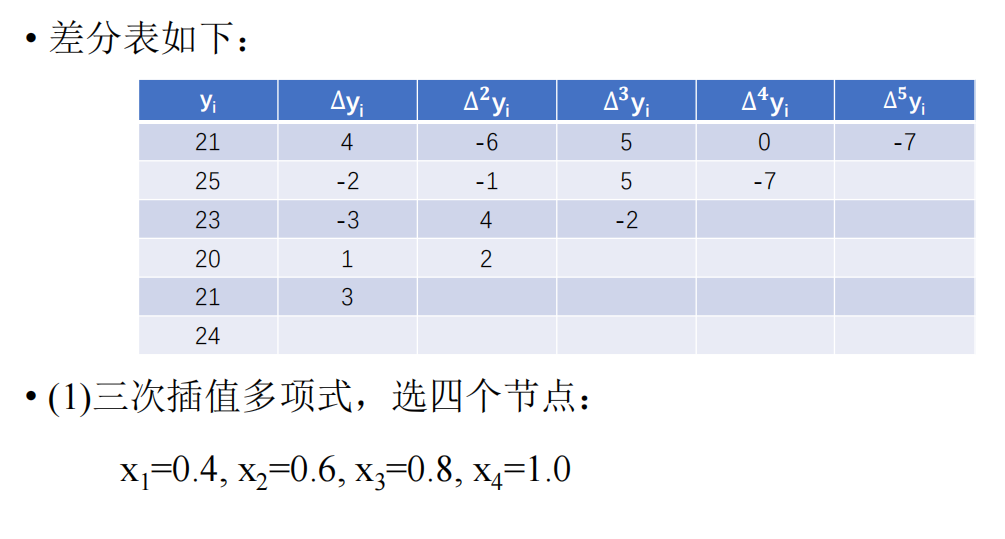 • 差分表如下：
yᵢ Δyᵢ Δ²yᵢ Δ³yᵢ Δ⁴yᵢ Δ⁵yᵢ
21 4 -6 5 0 -7
25 -2 -1 5 -7
23 -3 4 -2
20 1 2
21 3
24
• (1)三次插值多项式，选四个节点：
x₁=0.4, x₂=0.6, x₃=0.8, x₄=1.0